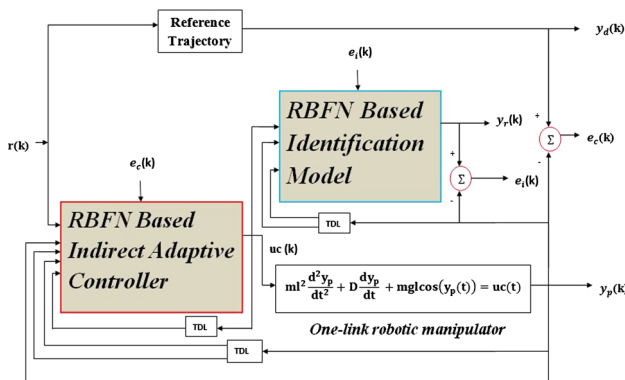 Reference
Trajectory
y_d(k)
e_i(k)
RBFN Based
Identification
Model
y_r(k)
+
-
Σ
e_c(k)
r(k)
+
-
Σ
e_i(k)
e_c(k)
TDL
RBFN Based
Indirect Adaptive
Controller
uc (k)
ml² d²y_p/dt² + D dy_p/dt + mglcos(y_p(t)) = uc(t)
y_p(k)
One-link robotic manipulator
TDL
TDL